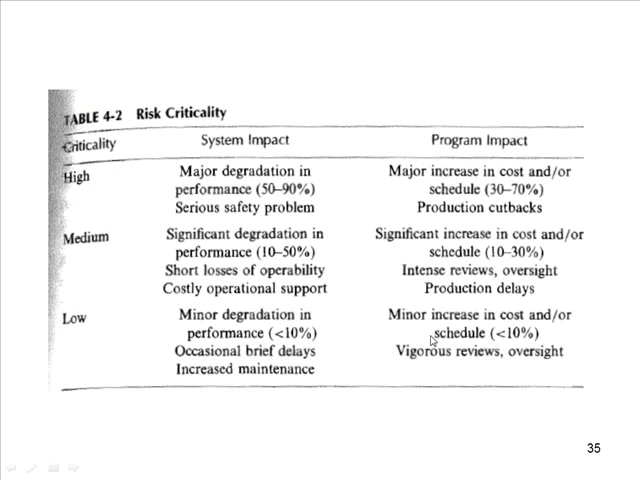 TABLE 4-2 Risk Criticality
Criticality System Impact Program Impact
High Major degradation in Major increase in cost and/or
performance (50–90%) schedule (30–70%)
Serious safety problem Production cutbacks
Medium Significant degradation in Significant increase in cost and/or
performance (10–50%) schedule (10–30%)
Short losses of operability Intense reviews, oversight
Costly operational support Production delays
Low Minor degradation in Minor increase in cost and/or
performance (<10%) schedule (<10%)
Occasional brief delays Vigorous reviews, oversight
Increased maintenance
35